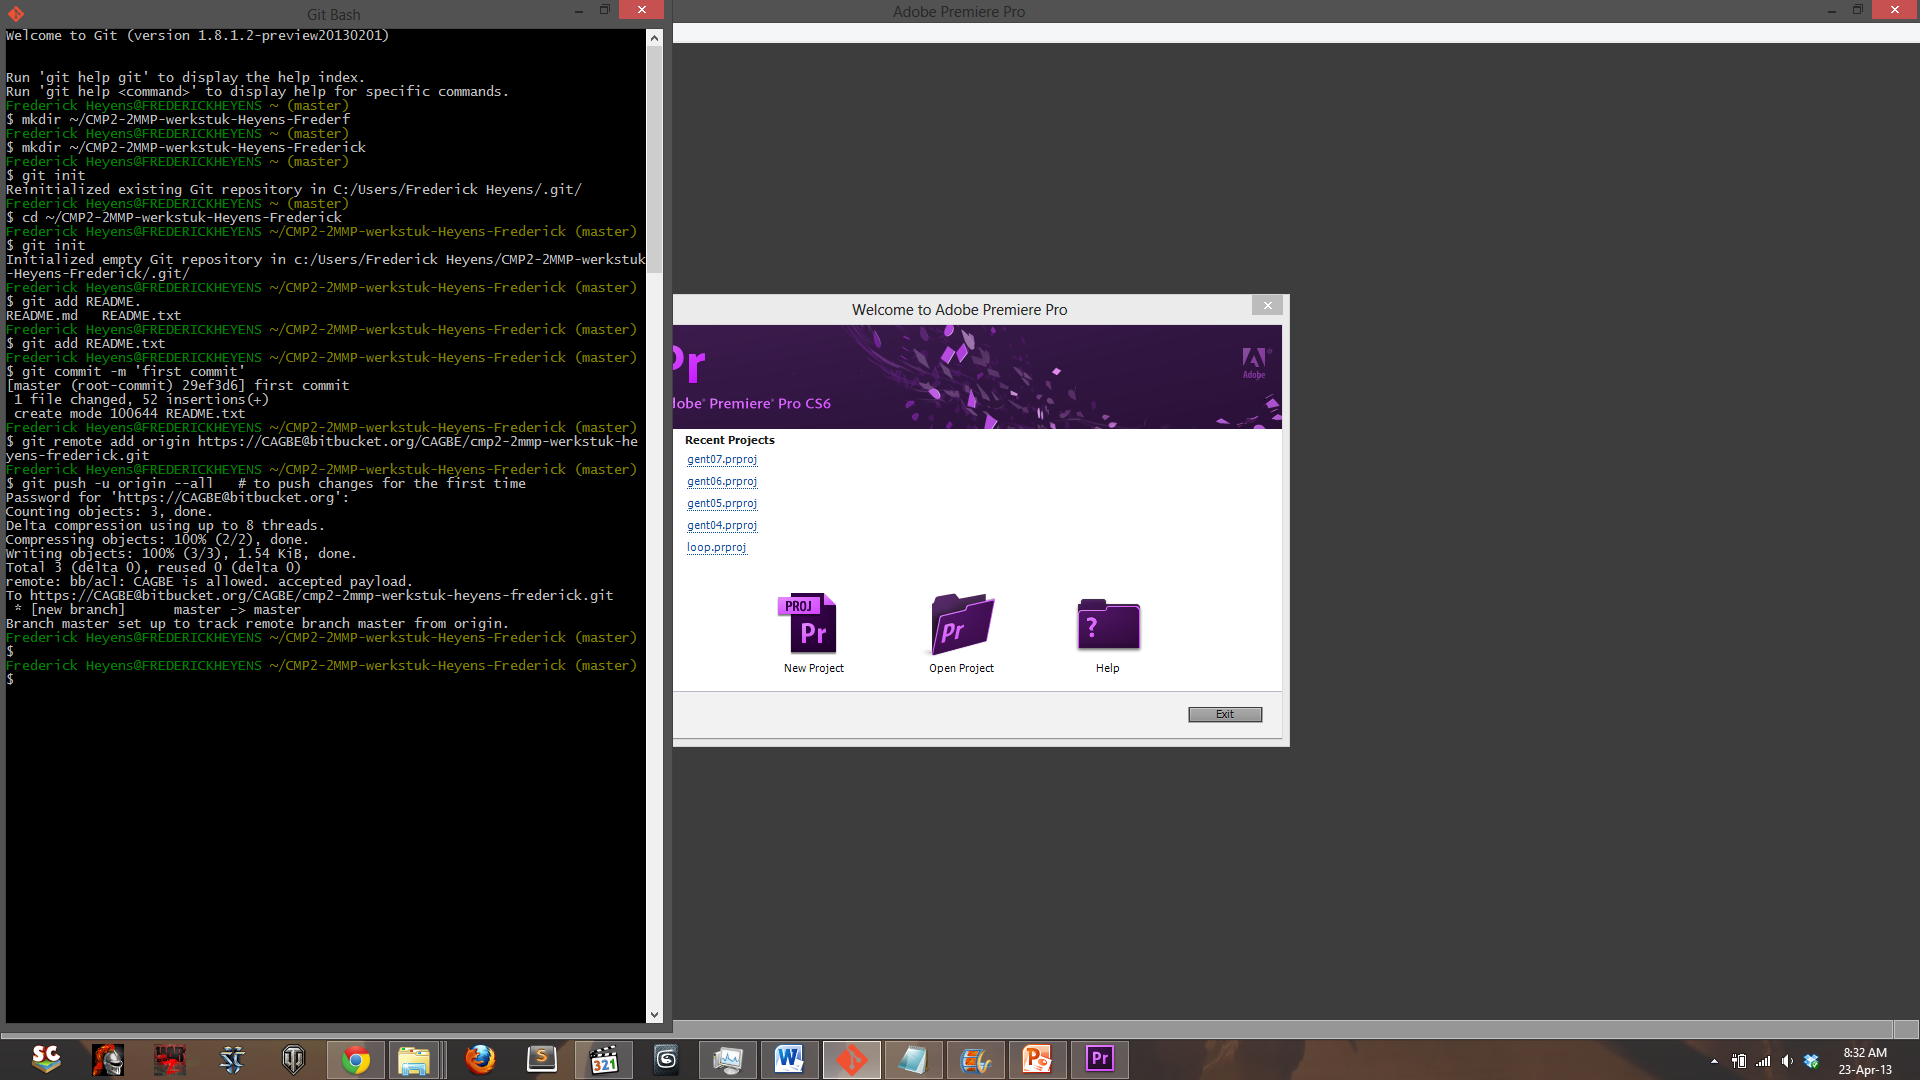 Git Bash
Welcome to Git (version 1.8.1.2-preview20130201)
Run 'git help git' to display the help index.
Run 'git help <command>' to display help for specific commands.
Frederick Heyens@FREDERICKHEYENS ~ (master)
$ mkdir ~/CMP2-2MMP-werkstuk-Heyens-Frederf
Frederick Heyens@FREDERICKHEYENS ~ (master)
$ mkdir ~/CMP2-2MMP-werkstuk-Heyens-Frederick
Frederick Heyens@FREDERICKHEYENS ~ (master)
$ git init
Reinitialized existing Git repository in C:/Users/Frederick Heyens/.git/
Frederick Heyens@FREDERICKHEYENS ~ (master)
$ cd ~/CMP2-2MMP-werkstuk-Heyens-Frederick
Frederick Heyens@FREDERICKHEYENS ~/CMP2-2MMP-werkstuk-Heyens-Frederick (master)
$ git init
Initialized empty Git repository in c:/Users/Frederick Heyens/CMP2-2MMP-werkstuk
-Heyens-Frederick/.git/
Frederick Heyens@FREDERICKHEYENS ~/CMP2-2MMP-werkstuk-Heyens-Frederick (master)
$ git add README.
README.md   README.txt
Frederick Heyens@FREDERICKHEYENS ~/CMP2-2MMP-werkstuk-Heyens-Frederick (master)
$ git add README.txt
Frederick Heyens@FREDERICKHEYENS ~/CMP2-2MMP-werkstuk-Heyens-Frederick (master)
$ git commit -m 'first commit'
[master (root-commit) 29ef3d6] first commit
1 file changed, 52 insertions(+)
create mode 100644 README.txt
Frederick Heyens@FREDERICKHEYENS ~/CMP2-2MMP-werkstuk-Heyens-Frederick (master)
$ git remote add origin https://CAGBE@bitbucket.org/CAGBE/cmp2-2mmp-werkstuk-he
yens-frederick.git
Frederick Heyens@FREDERICKHEYENS ~/CMP2-2MMP-werkstuk-Heyens-Frederick (master)
$ git push -u origin --all   # to push changes for the first time
Password for 'https://CAGBE@bitbucket.org':
Counting objects: 3, done.
Delta compression using up to 8 threads.
Compressing objects: 100% (2/2), done.
Writing objects: 100% (3/3), 1.54 KiB, done.
Total 3 (delta 0), reused 0 (delta 0)
remote: bb/acl: CAGBE is allowed. accepted payload.
To https://CAGBE@bitbucket.org/CAGBE/cmp2-2mmp-werkstuk-heyens-frederick.git
* [new branch]      master -> master
Branch master set up to track remote branch master from origin.
Frederick Heyens@FREDERICKHEYENS ~/CMP2-2MMP-werkstuk-Heyens-Frederick (master)
$
Frederick Heyens@FREDERICKHEYENS ~/CMP2-2MMP-werkstuk-Heyens-Frederick (master)
$
Adobe Premiere Pro
Welcome to Adobe Premiere Pro
Pr
Adobe
dobe® Premiere® Pro CS6
Recent Projects
gent07.prproj
gent06.prproj
gent05.prproj
gent04.prproj
loop.prproj
PROJ
Pr
Pr
?
New Project
Open Project
Help
Exit
SC
S
321
W
P
Pr
8:32 AM
23-Apr-13